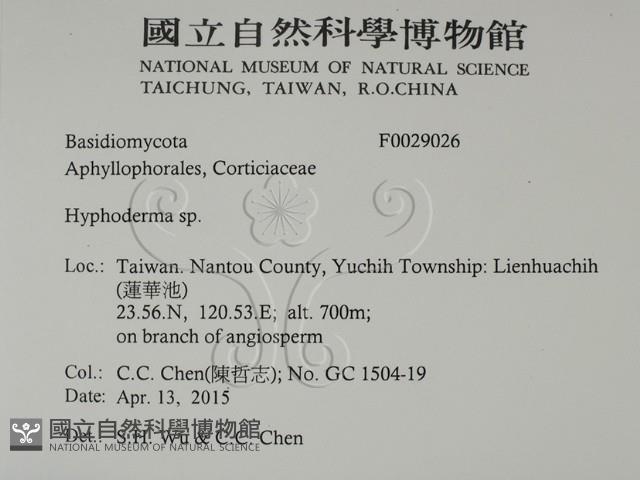 國立自然科學博物館
NATIONAL MUSEUM OF NATURAL SCIENCE
TAICHUNG, TAIWAN, R.O.CHINA
Basidiomycota F0029026
Aphyllophorales, Corticiaceae
Hyphoderma sp.
Loc.: Taiwan. Nantou County, Yuchih Township: Lienhuachih
(蓮華池)
23.56.N, 120.53.E; alt. 700m;
on branch of angiosperm
Col.: C.C. Chen(陳哲志); No. GC 1504-19
Date: Apr. 13, 2015
Det.: S.H. Wu & C.C. Chen
國立自然科學博物館
NATIONAL MUSEUM OF NATURAL SCIENCE